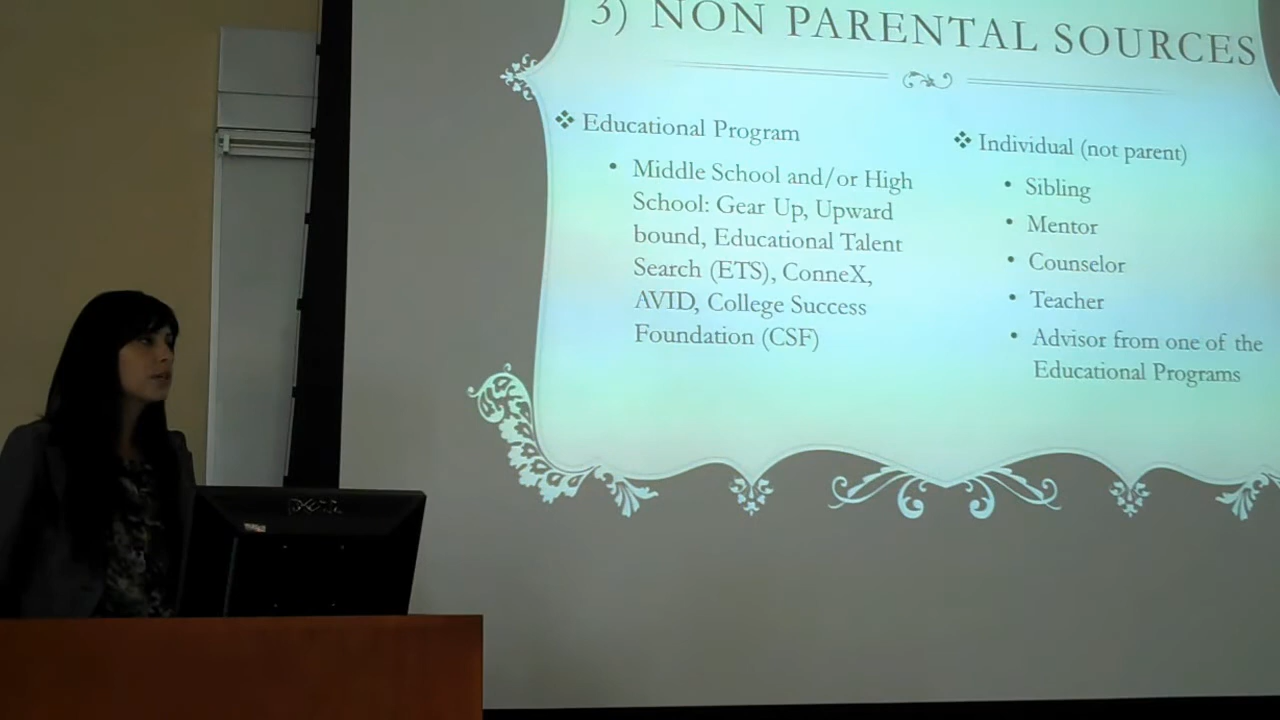 3) NON PARENTAL SOURCES
❖ Educational Program
• Middle School and/or High
School: Gear Up, Upward
bound, Educational Talent
Search (ETS), ConneX,
AVID, College Success
Foundation (CSF)
❖ Individual (not parent)
• Sibling
• Mentor
• Counselor
• Teacher
• Advisor from one of the
Educational Programs
DELL